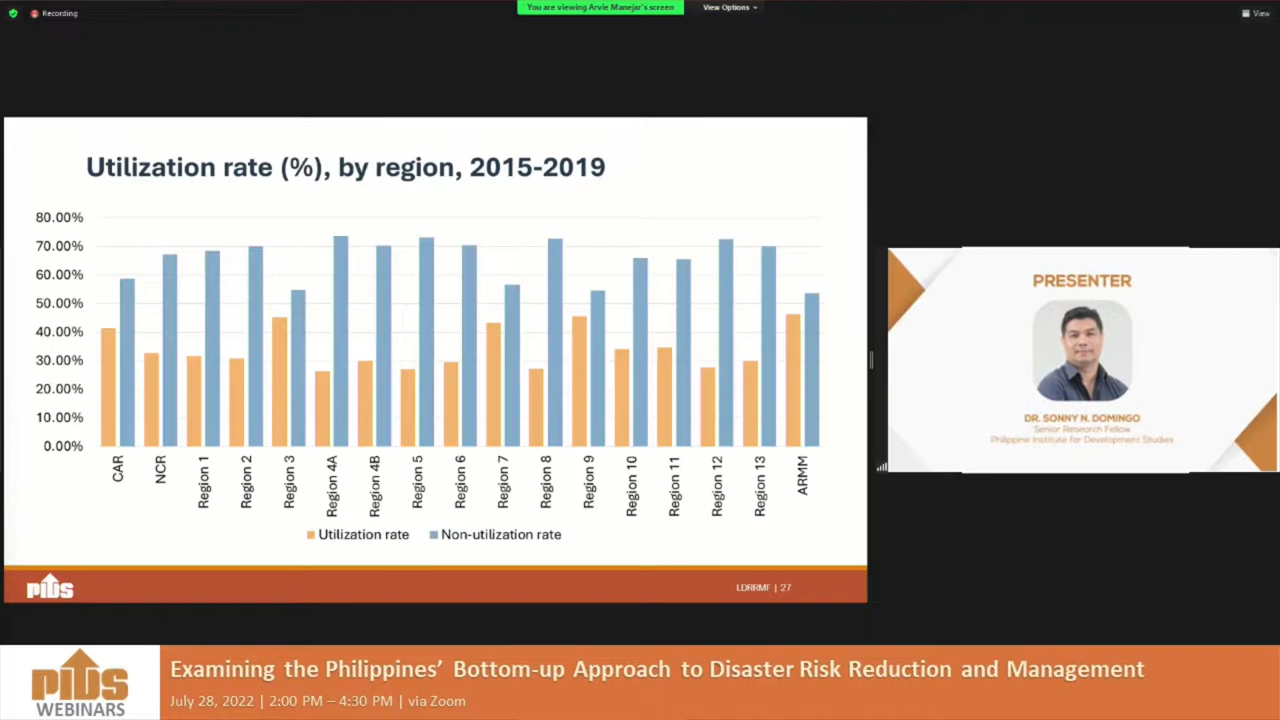 Recording
You are viewing Arvie Manejar's screen
View Options
View
Utilization rate (%), by region, 2015-2019
80.00%
70.00%
60.00%
50.00%
40.00%
30.00%
20.00%
10.00%
0.00%
CAR
NCR
Region 1
Region 2
Region 3
Region 4A
Region 4B
Region 5
Region 6
Region 7
Region 8
Region 9
Region 10
Region 11
Region 12
Region 13
ARMM
Utilization rate
Non-utilization rate
PIDS
LDRRMF | 27
PRESENTER
DR. SONNY N. DOMINGO
Senior Research Fellow
Philippine Institute for Development Studies
PIDS
WEBINARS
Examining the Philippines' Bottom-up Approach to Disaster Risk Reduction and Management
July 28, 2022 | 2:00 PM – 4:30 PM | via Zoom